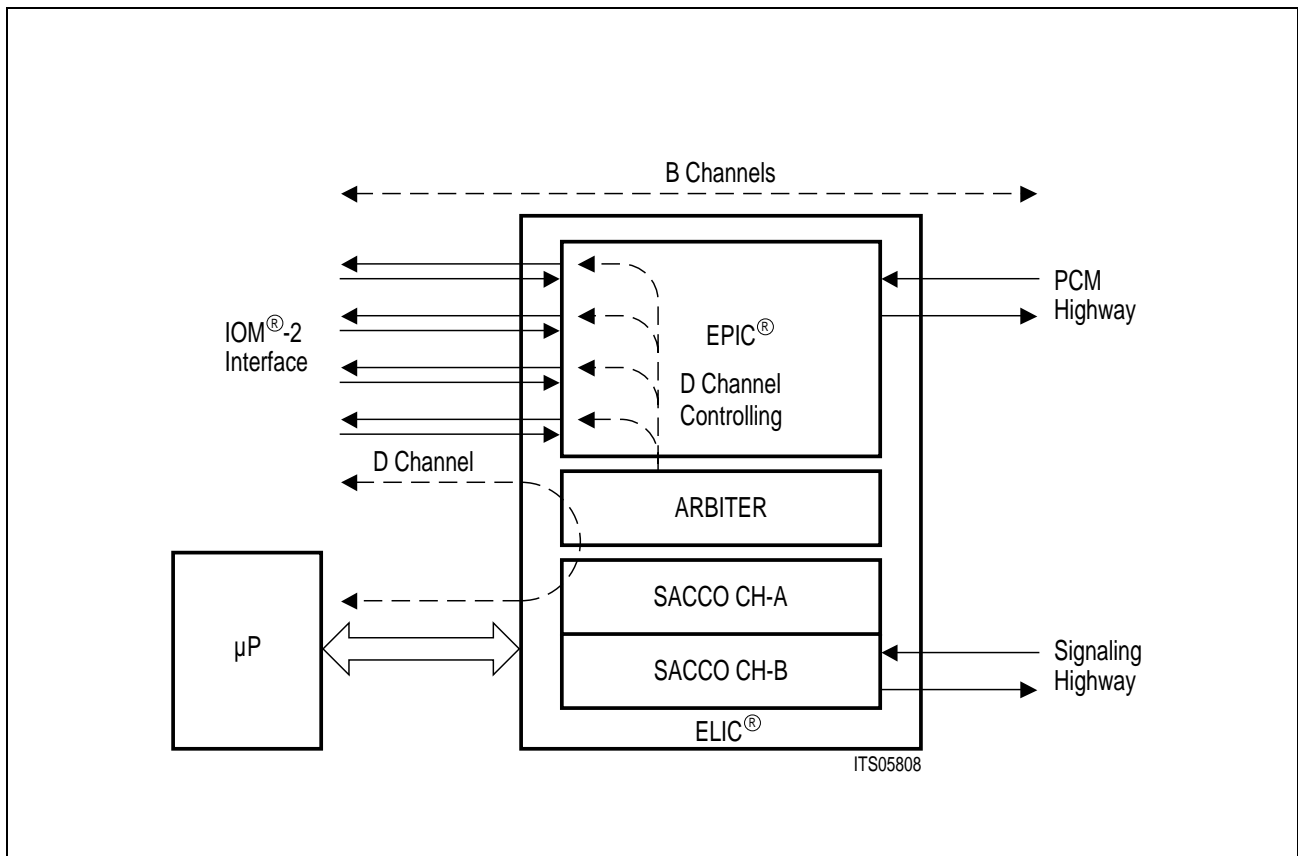 B Channels
IOM®-2
Interface
PCM
Highway
EPIC®
D Channel
Controlling
D Channel
ARBITER
SACCO CH-A
µP
SACCO CH-B
Signaling
Highway
ELIC®
ITS05808